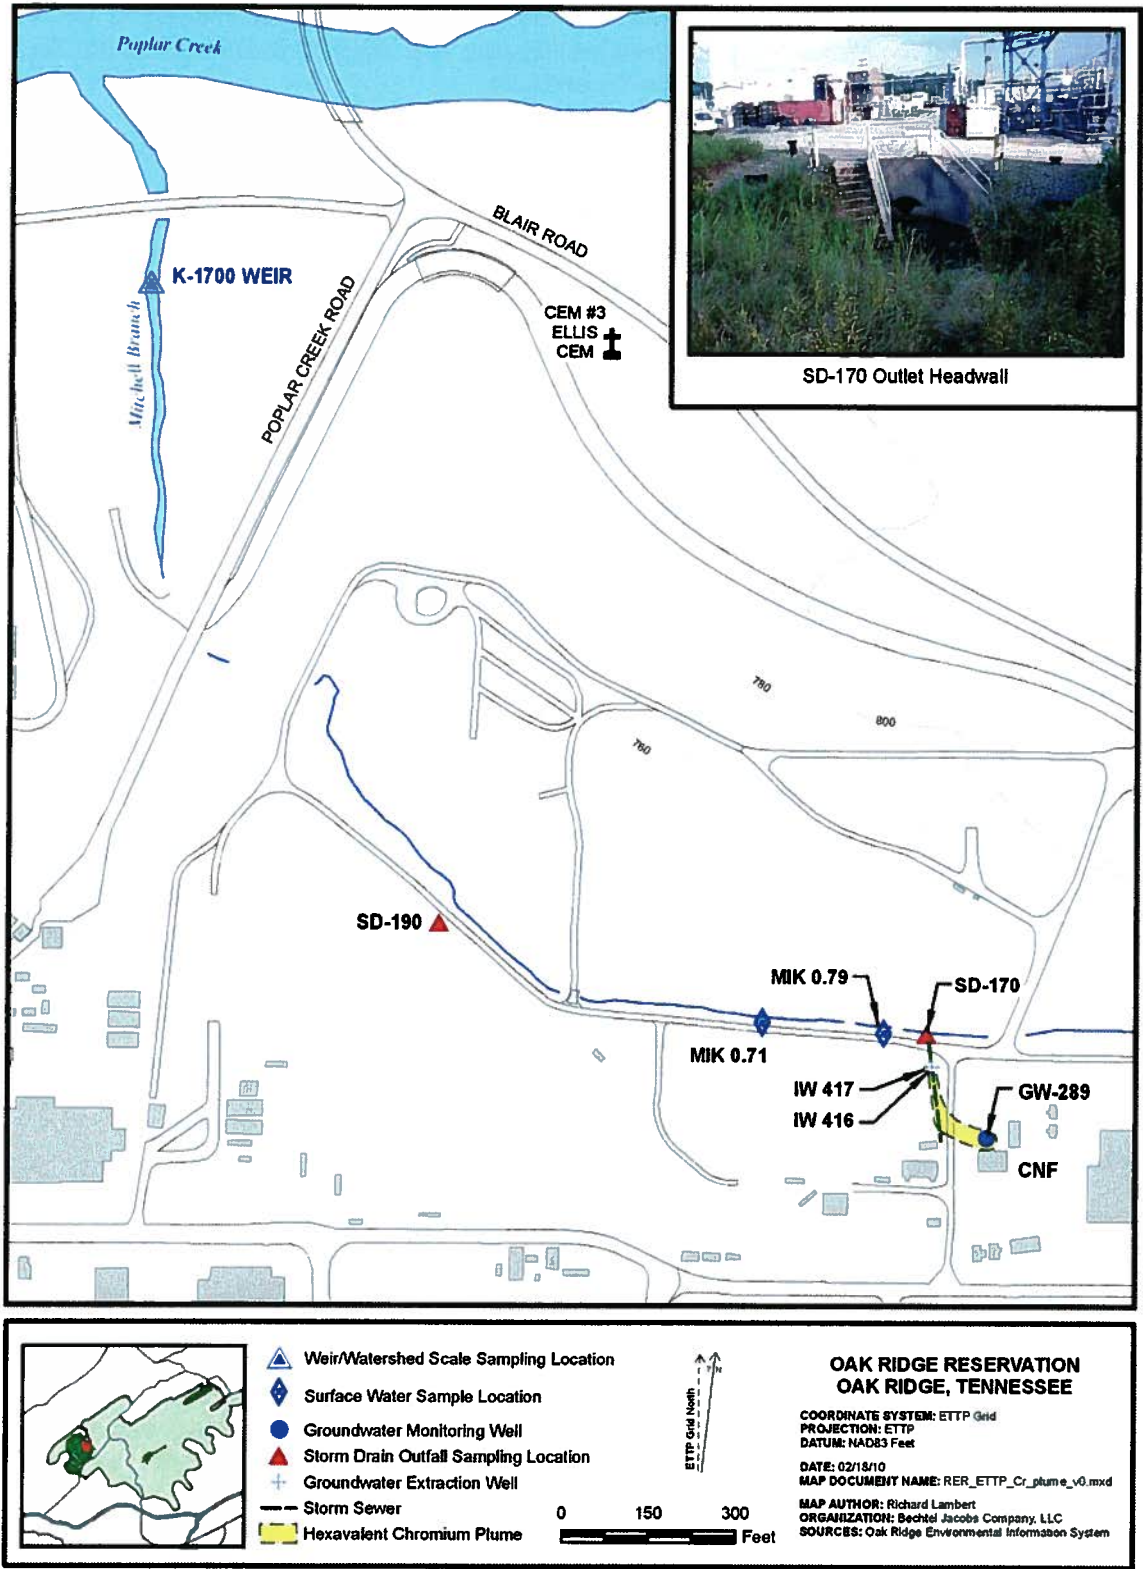 Poplar Creek
K-1700 WEIR
Mitchell Branch
POPLAR CREEK ROAD
BLAIR ROAD
CEM #3
ELLIS
CEM
SD-170 Outlet Headwall
780
800
760
SD-190
MIK 0.79
SD-170
MIK 0.71
IW 417
IW 416
GW-289
CNF
Weir/Watershed Scale Sampling Location
Surface Water Sample Location
Groundwater Monitoring Well
Storm Drain Outfall Sampling Location
Groundwater Extraction Well
Storm Sewer
Hexavalent Chromium Plume
ETTP Grid North
N
0 150 300
Feet
OAK RIDGE RESERVATION
OAK RIDGE, TENNESSEE
COORDINATE SYSTEM: ETTP Grid
PROJECTION: ETTP
DATUM: NAD83 Feet
DATE: 02/18/10
MAP DOCUMENT NAME: RER_ETTP_Cr_plume_v0.mxd
MAP AUTHOR: Richard Lambert
ORGANIZATION: Bechtel Jacobs Company, LLC
SOURCES: Oak Ridge Environmental Information System